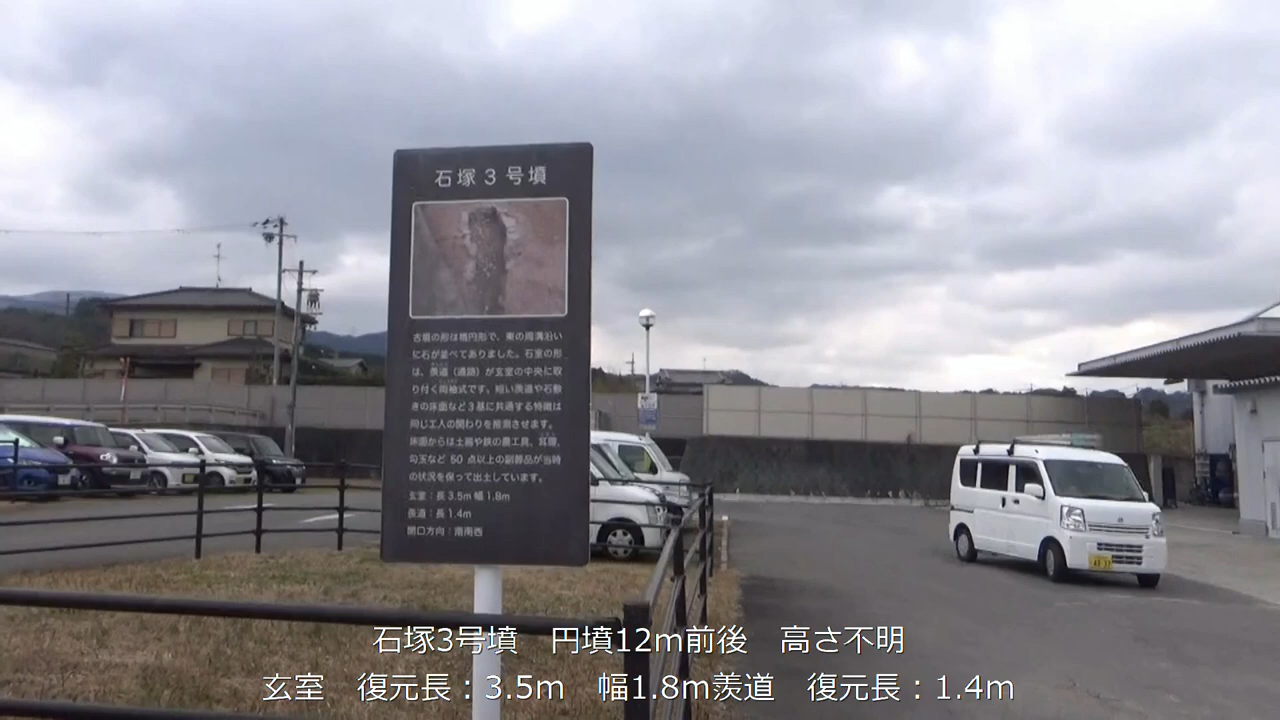 石塚3号墳
古墳の形は楕円形で、東の周溝沿い
に石が並べてありました。石室の形
は、羨道（通路）が玄室の中央に取
り付く両袖式です。短い羨道や石敷
きの床面など3基に共通する特徴は
同じ工人の関わりを推測させます。
床面からは土器や鉄の農工具、耳環、
勾玉など 50 点以上の副葬品が当時
の状況を保って出土しています。
玄室：長 3.5m 幅 1.8m
羨道：長 1.4m
開口方向：南南西
石塚3号墳　円墳12m前後　高さ不明
玄室　復元長：3.5m　幅1.8m羨道　復元長：1.4m